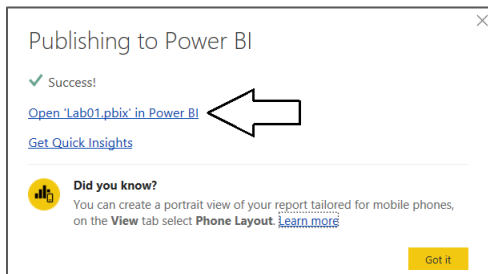 Publishing to Power BI
Success!
Open 'Lab01.pbix' in Power BI
Get Quick Insights
Did you know?
You can create a portrait view of your report tailored for mobile phones,
on the View tab select Phone Layout. Learn more
Got it